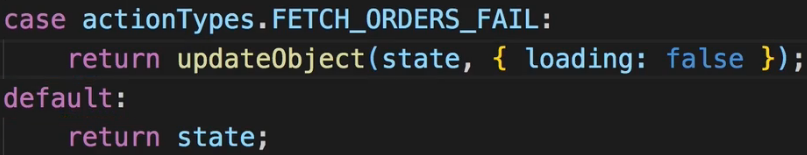 case actionTypes.FETCH_ORDERS_FAIL:
return updateObject(state, { loading: false });
default:
return state;